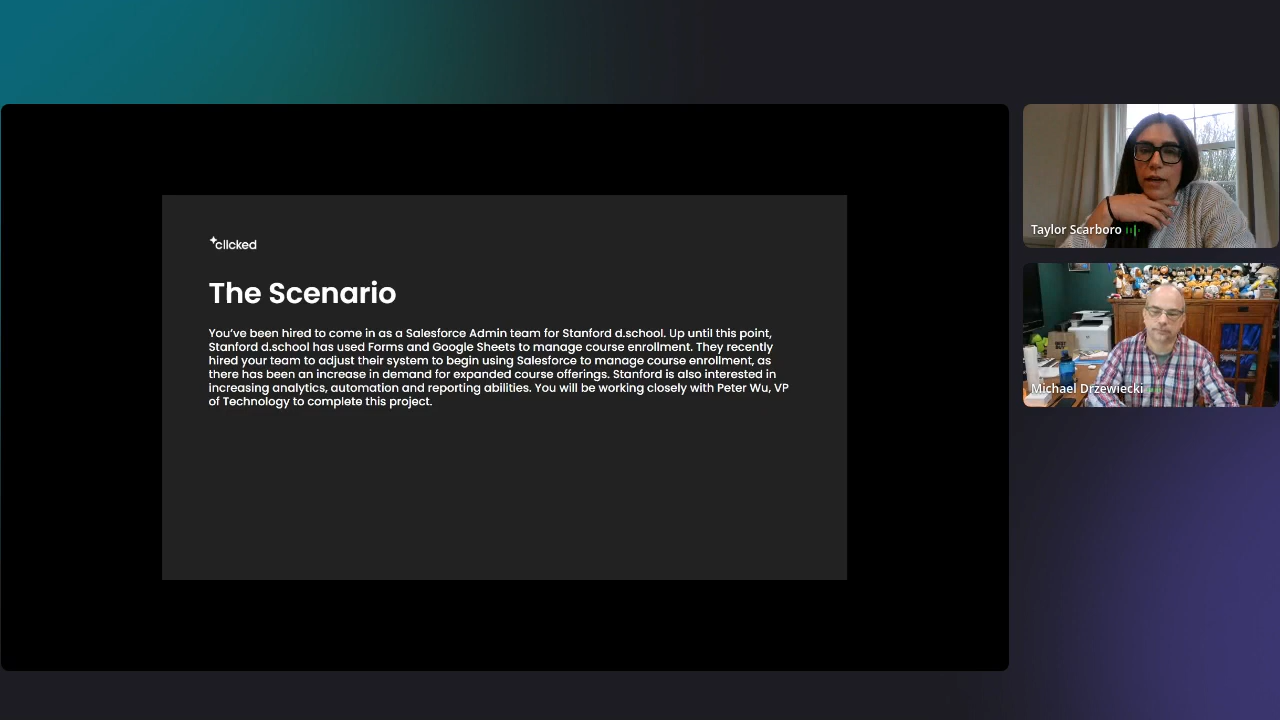 clicked
The Scenario
You've been hired to come in as a Salesforce Admin team for Stanford d.school. Up until this point,
Stanford d.school has used Forms and Google Sheets to manage course enrollment. They recently
hired your team to adjust their system to begin using Salesforce to manage course enrollment, as
there has been an increase in demand for expanded course offerings. Stanford is also interested in
increasing analytics, automation and reporting abilities. You will be working closely with Peter Wu, VP
of Technology to complete this project.
Taylor Scarboro
Michael Drzewiecki